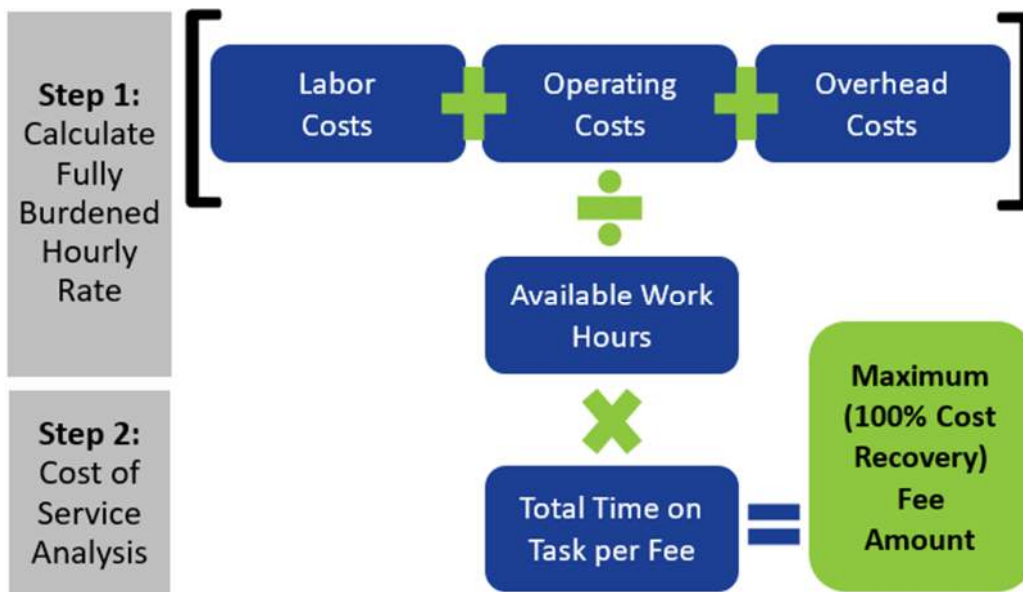 Step 1:
Calculate
Fully
Burdened
Hourly
Rate
Labor
Costs
Operating
Costs
Overhead
Costs
Available Work
Hours
Step 2:
Cost of
Service
Analysis
Total Time on
Task per Fee
Maximum
(100% Cost
Recovery)
Fee
Amount